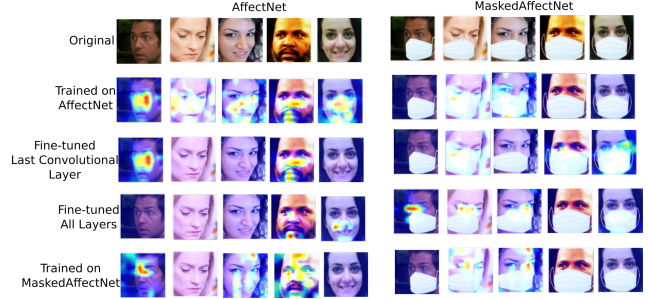 AffectNet
MaskedAffectNet
Original
Trained on
AffectNet
Fine-tuned
Last Convolutional
Layer
Fine-tuned
All Layers
Trained on
MaskedAffectNet